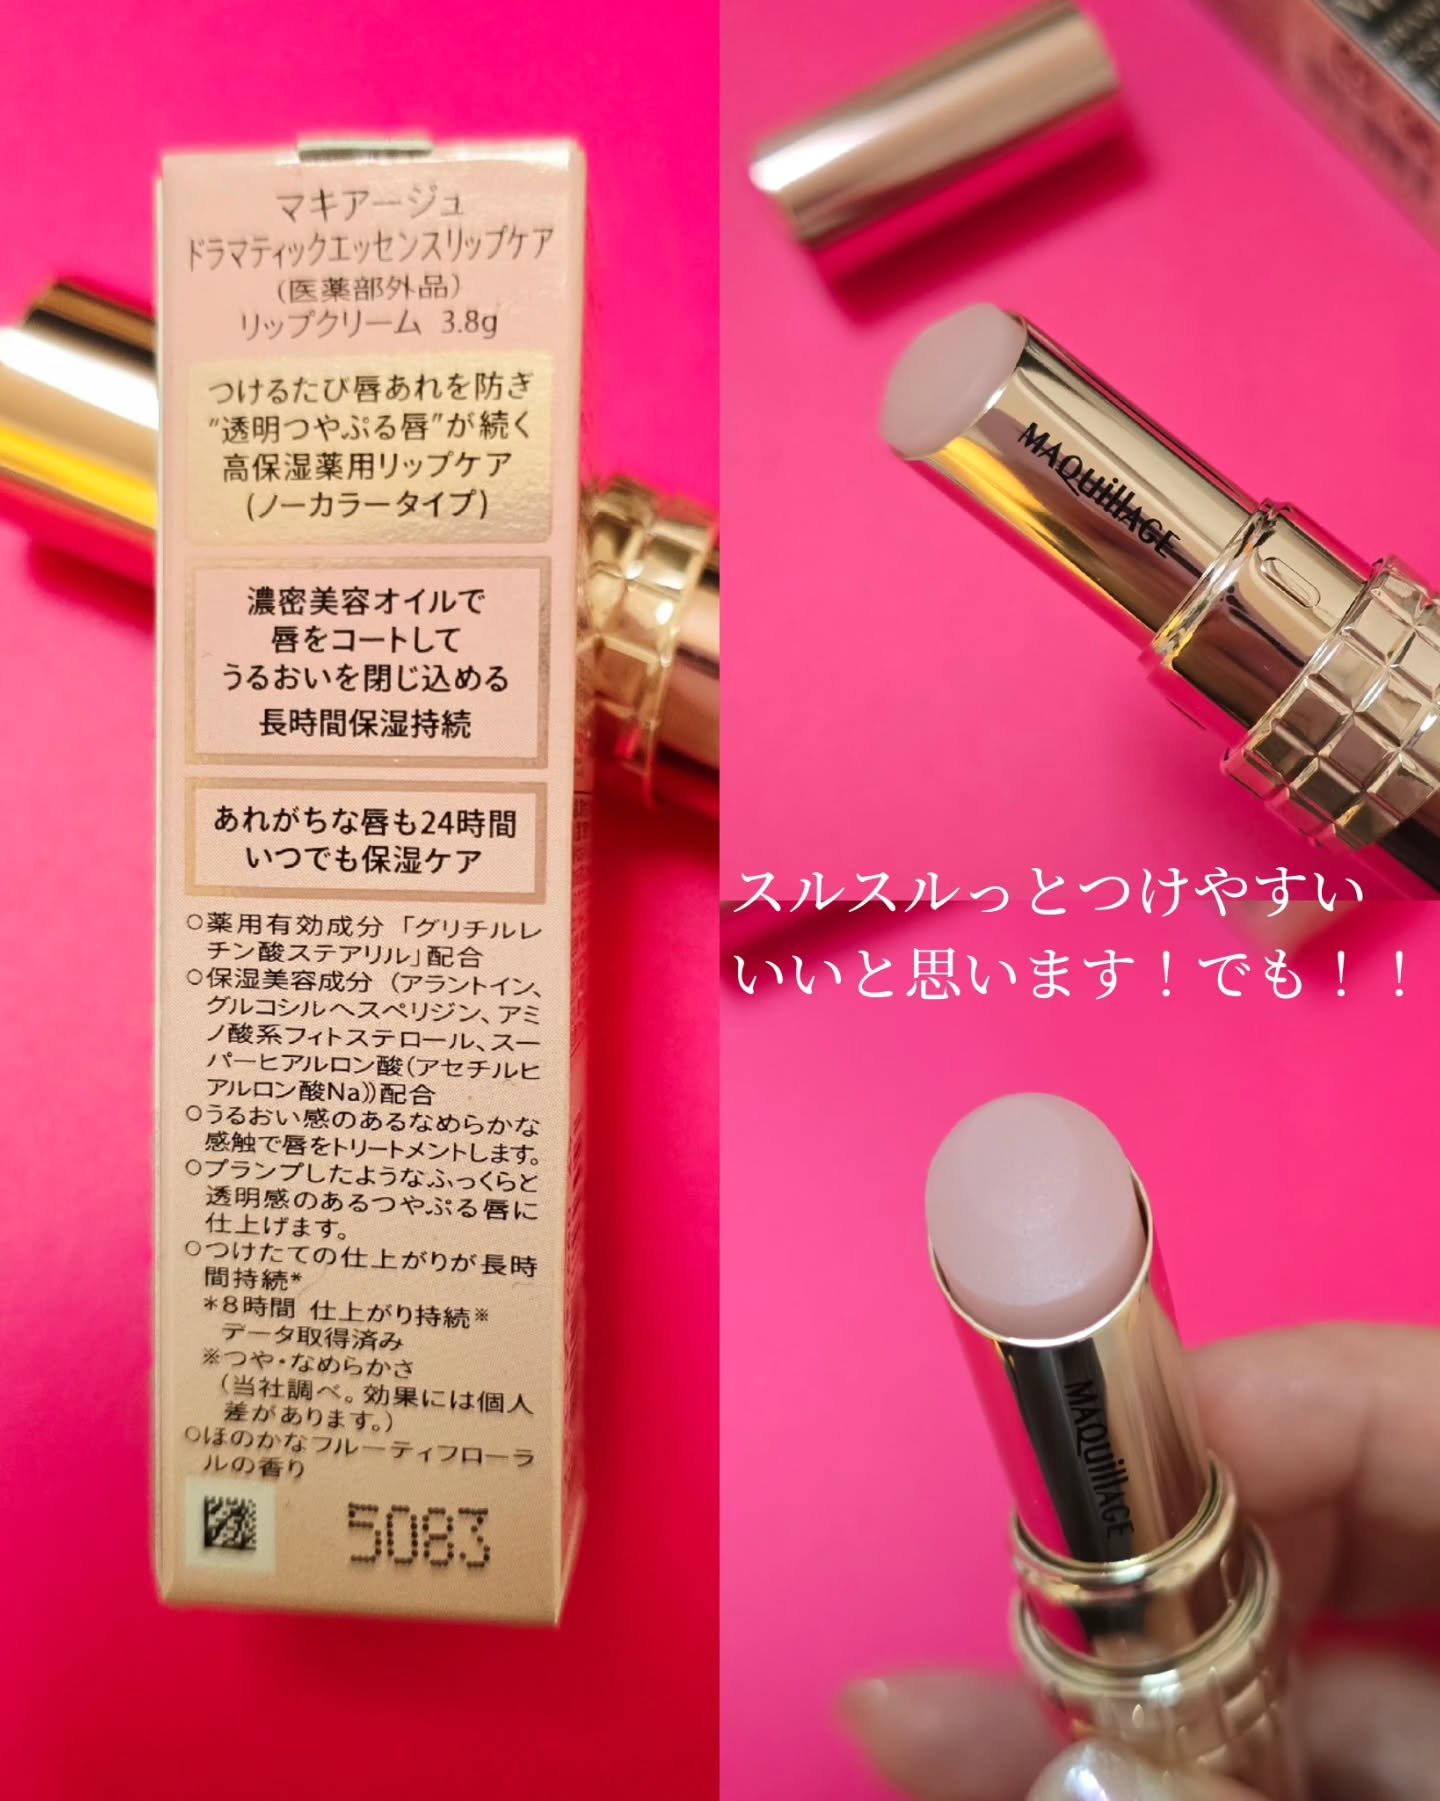 マキアージュ
ドラマティックエッセンスリップケア
(医薬部外品)
リップクリーム 3.8g
つけるたび唇あれを防ぎ
"透明つやぷる唇"が続く
高保湿薬用リップケア
(ノーカラータイプ)
濃密美容オイルで
唇をコートして
うるおいを閉じ込める
長時間保湿持続
あれがちな唇も24時間
いつでも保湿ケア
○薬用有効成分「グリチルレ
チン酸ステアリル」配合
○保湿美容成分(アラントイン、
グルコシルヘスペリジン、アミ
ノ酸系フィトステロール、スー
パーヒアルロン酸(アセチルヒ
アルロン酸Na))配合
○うるおい感のあるなめらかな
感触で唇をトリートメントします。
○プランプしたようなふっくらと
透明感のあるつやぷる唇に
仕上げます。
○つけたての仕上がりが長時
間持続*
*8時間 仕上がり持続※
データ取得済み
※つや・なめらかさ
(当社調べ。効果には個人
差があります。)
○ほのかなフルーティフローラ
ルの香り
5083
MAQuillAGE
スルスルっとつけやすい
いいと思います！でも！！
MAQuillAGE